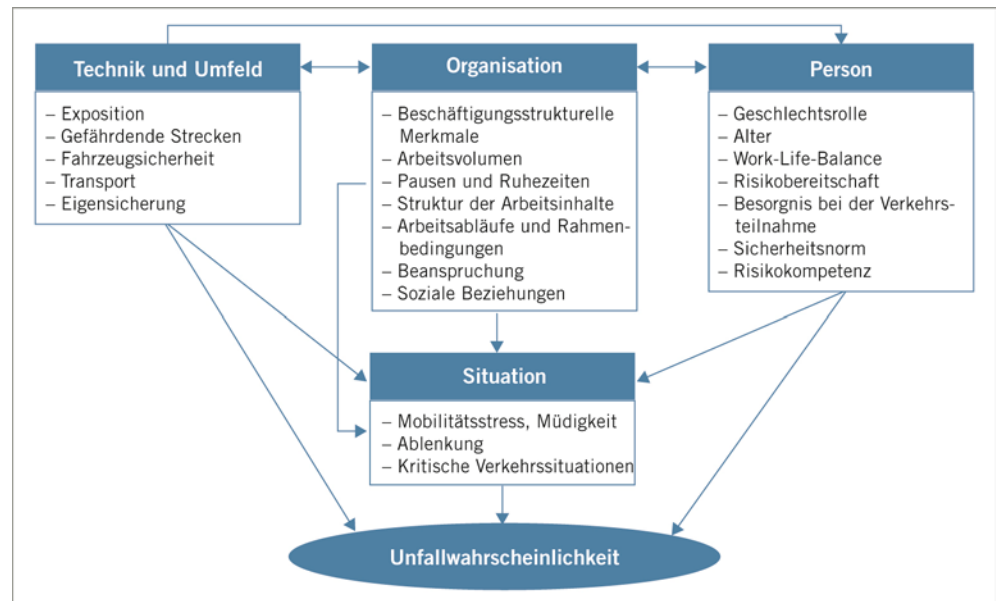 Technik und Umfeld
– Exposition
– Gefährdende Strecken
– Fahrzeugsicherheit
– Transport
– Eigensicherung
Organisation
– Beschäftigungsstrukturelle
Merkmale
– Arbeitsvolumen
– Pausen und Ruhezeiten
– Struktur der Arbeitsinhalte
– Arbeitsabläufe und Rahmen-
bedingungen
– Beanspruchung
– Soziale Beziehungen
Person
– Geschlechtsrolle
– Alter
– Work-Life-Balance
– Risikobereitschaft
– Besorgnis bei der Verkehrs-
teilnahme
– Sicherheitsnorm
– Risikokompetenz
Situation
– Mobilitätsstress, Müdigkeit
– Ablenkung
– Kritische Verkehrssituationen
Unfallwahrscheinlichkeit